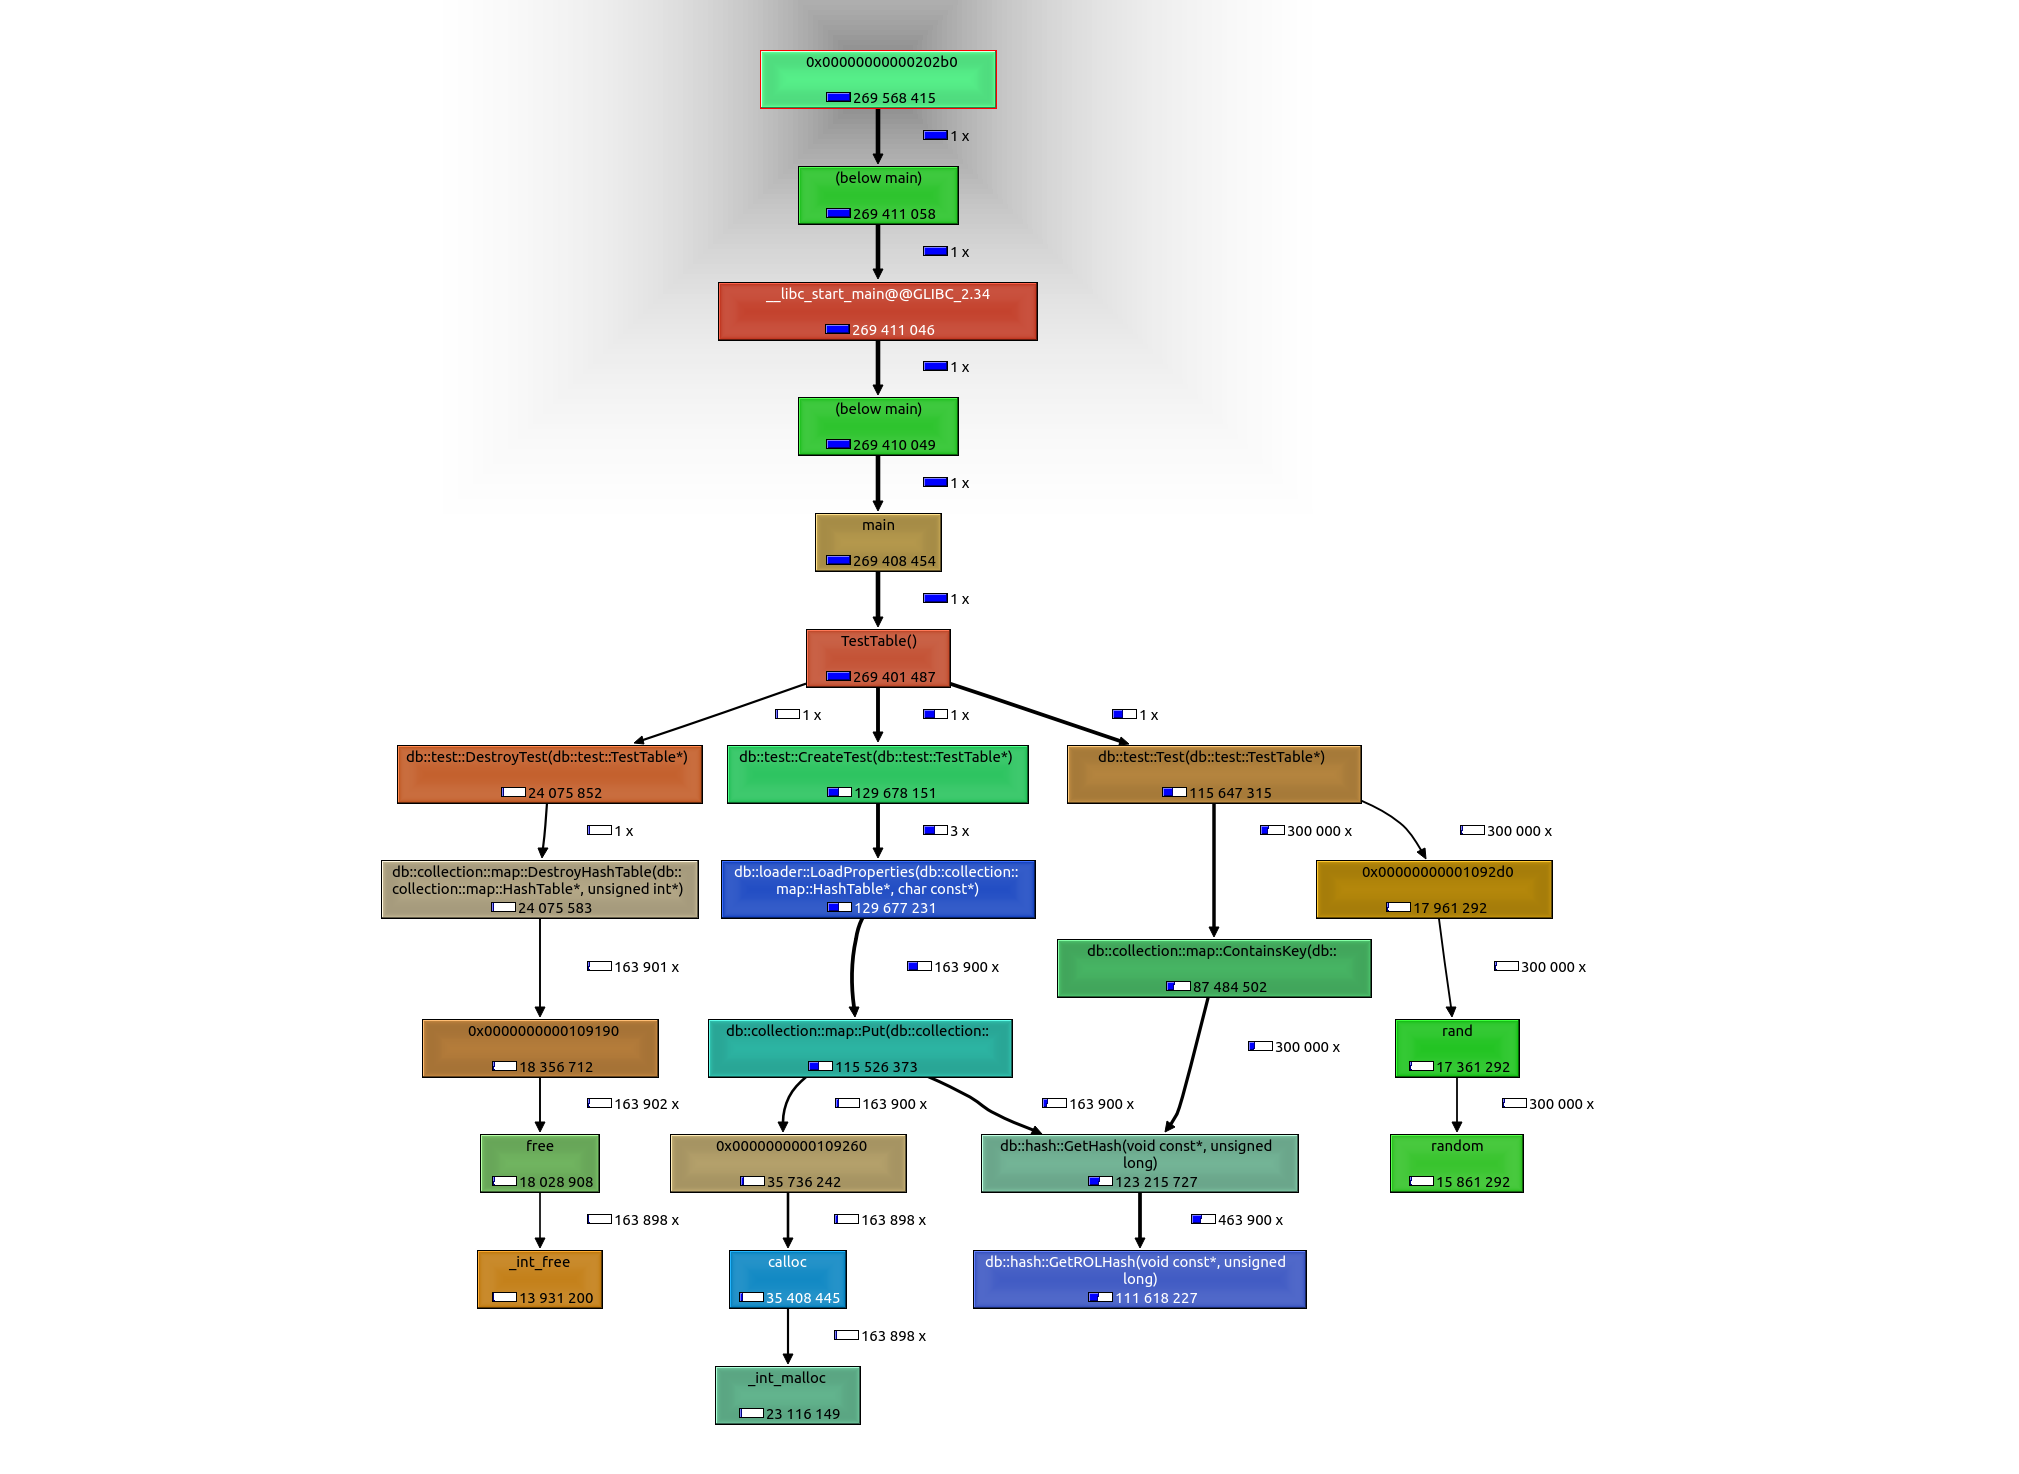 0x00000000000202b0
269 568 415
1 x
(below main)
269 411 058
1 x
__libc_start_main@@GLIBC_2.34
269 411 046
1 x
(below main)
269 410 049
1 x
main
269 408 454
1 x
TestTable()
269 401 487
1 x
1 x
1 x
db::test::DestroyTest(db::test::TestTable*)
24 075 852
db::test::CreateTest(db::test::TestTable*)
129 678 151
db::test::Test(db::test::TestTable*)
115 647 315
1 x
3 x
300 000 x
300 000 x
db::collection::map::DestroyHashTable(db::
collection::map::HashTable*, unsigned int*)
24 075 583
db::loader::LoadProperties(db::collection::
map::HashTable*, char const*)
129 677 231
0x00000000001092d0
17 961 292
163 901 x
163 900 x
db::collection::map::ContainsKey(db::
87 484 502
300 000 x
0x0000000000109190
18 356 712
db::collection::map::Put(db::collection::
115 526 373
300 000 x
rand
17 361 292
163 902 x
163 900 x
163 900 x
300 000 x
free
18 028 908
0x0000000000109260
35 736 242
db::hash::GetHash(void const*, unsigned
long)
123 215 727
random
15 861 292
163 898 x
163 898 x
463 900 x
_int_free
13 931 200
calloc
35 408 445
db::hash::GetROLHash(void const*, unsigned
long)
111 618 227
163 898 x
_int_malloc
23 116 149